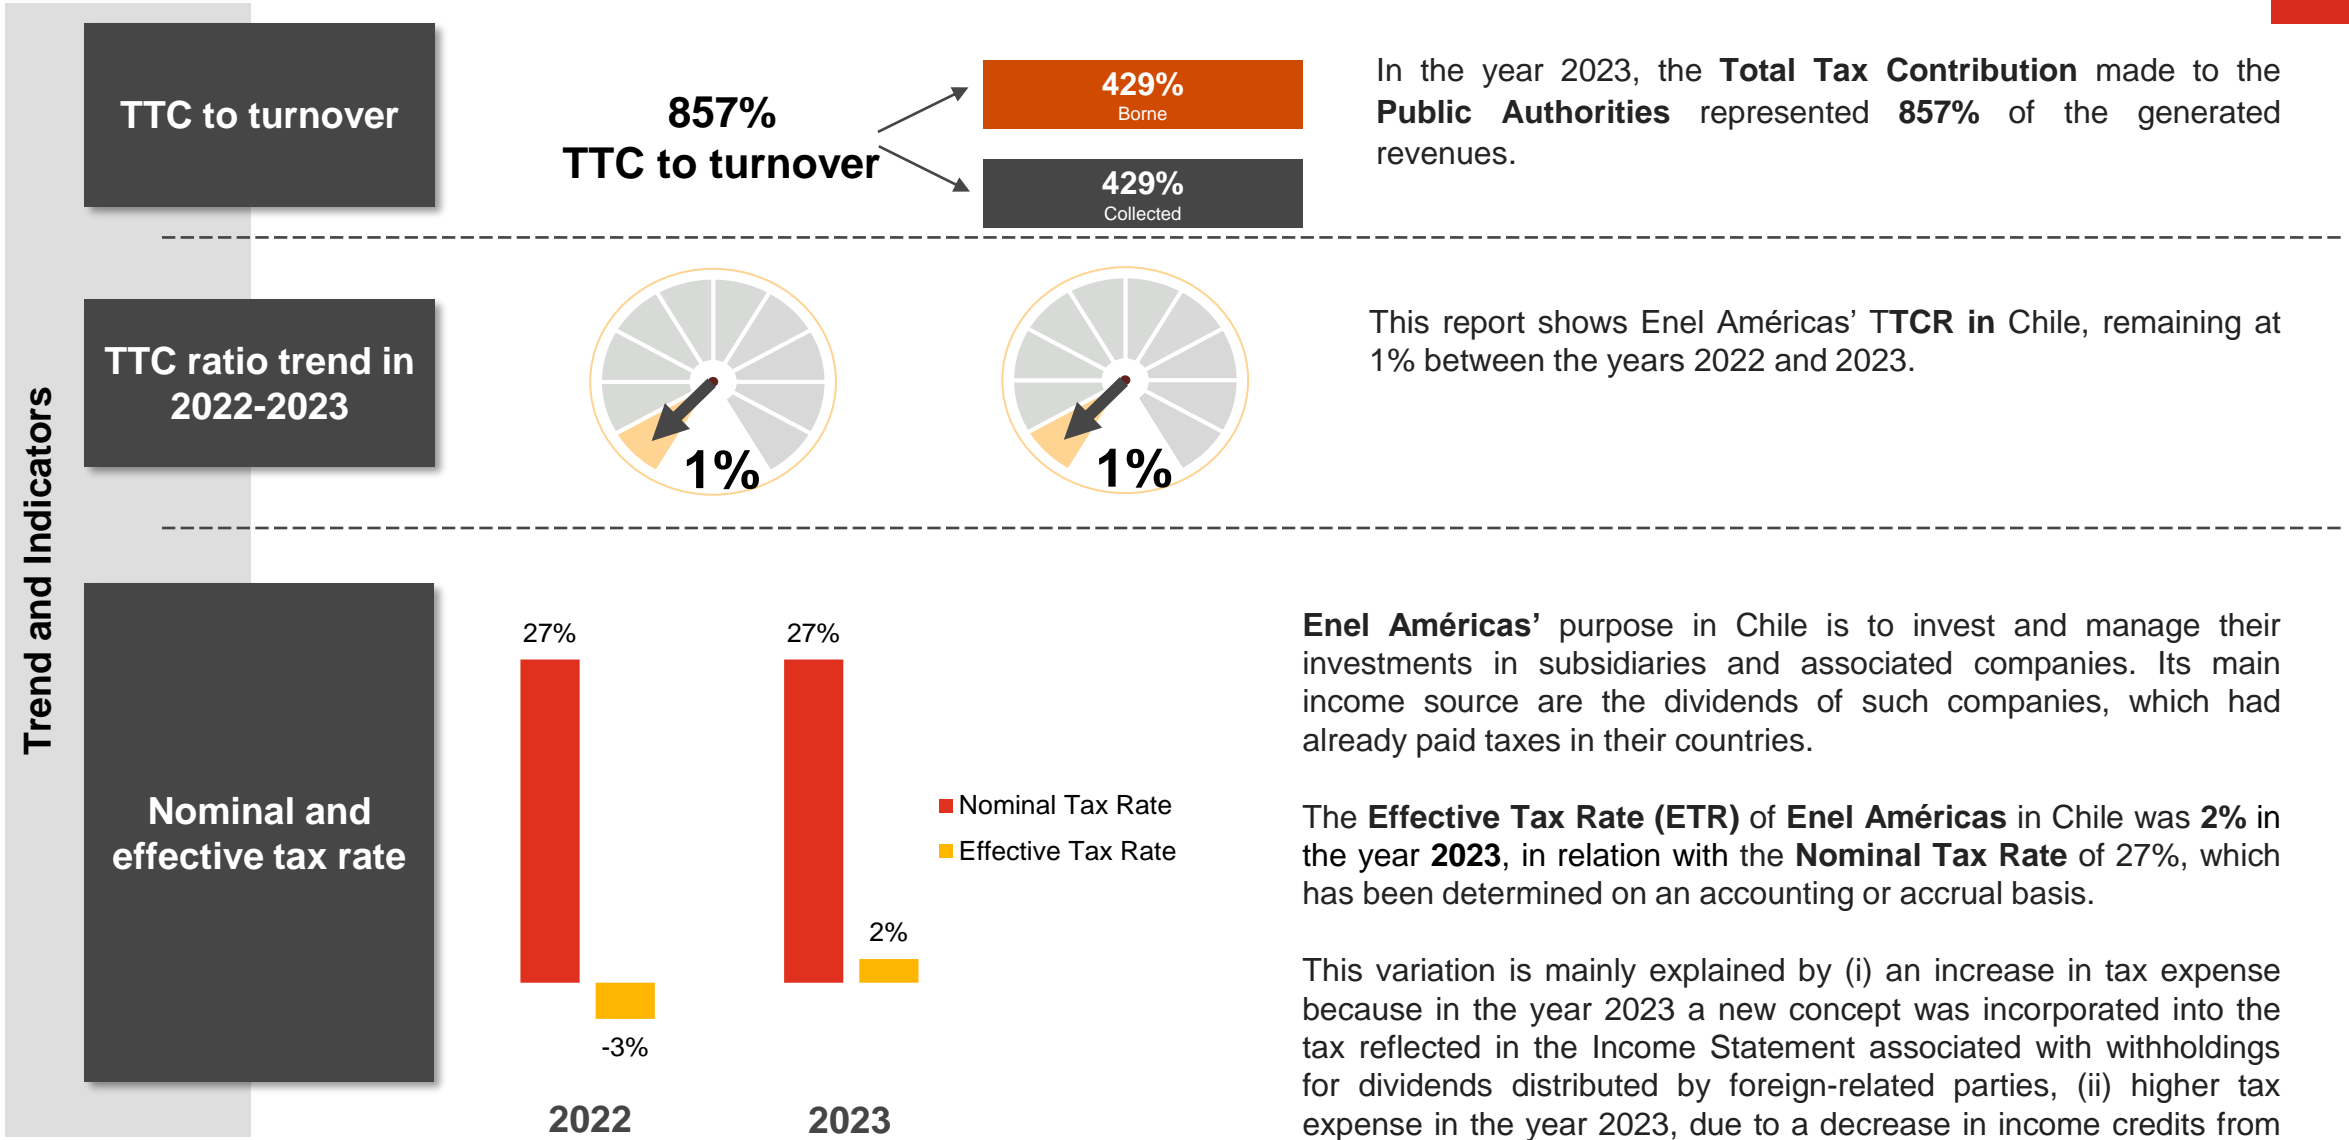 Trend and Indicators
TTC to turnover
857%
TTC to turnover
429%
Borne
429%
Collected
In the year 2023, the Total Tax Contribution made to the
Public Authorities represented 857% of the generated
revenues.
TTC ratio trend in
2022-2023
1%
1%
This report shows Enel Américas’ TTCR in Chile, remaining at
1% between the years 2022 and 2023.
Nominal and
effective tax rate
27%
27%
2%
-3%
2022
2023
Nominal Tax Rate
Effective Tax Rate
Enel Américas’ purpose in Chile is to invest and manage their
investments in subsidiaries and associated companies. Its main
income source are the dividends of such companies, which had
already paid taxes in their countries.
The Effective Tax Rate (ETR) of Enel Américas in Chile was 2% in
the year 2023, in relation with the Nominal Tax Rate of 27%, which
has been determined on an accounting or accrual basis.
This variation is mainly explained by (i) an increase in tax expense
because in the year 2023 a new concept was incorporated into the
tax reflected in the Income Statement associated with withholdings
for dividends distributed by foreign-related parties, (ii) higher tax
expense in the year 2023, due to a decrease in income credits from